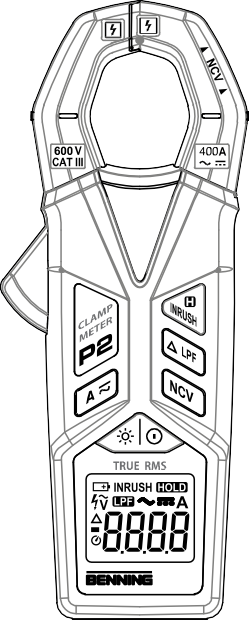 NCV
600 V
CAT III
400A
H
INRUSH
CLAMP
METER
P2
Δ LPF
A
NCV
TRUE RMS
INRUSH HOLD
V LPF A
8.8.8.8
BENNING